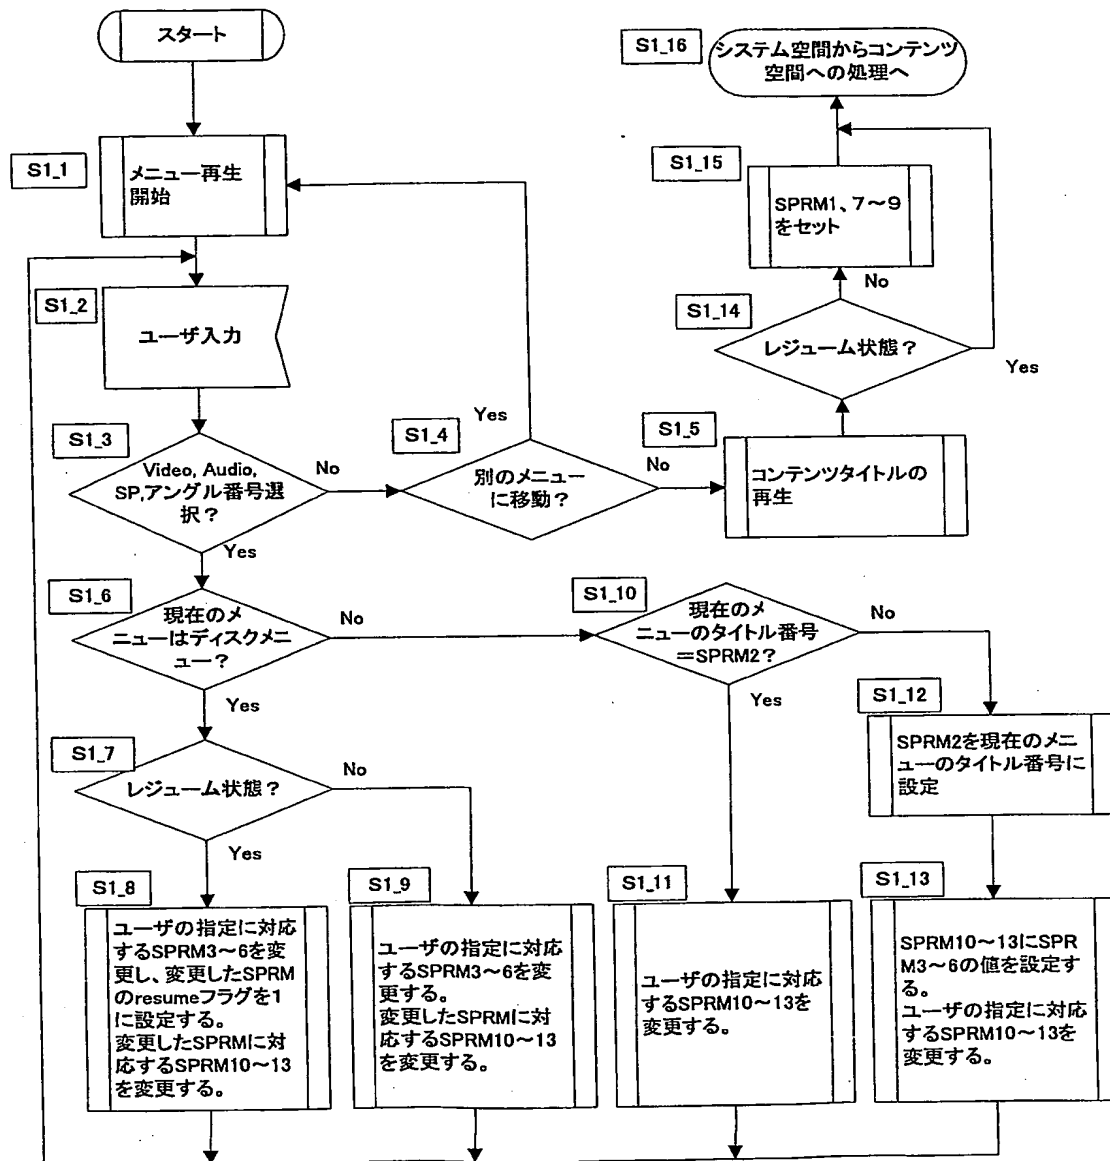 スタート
S1_16
システム空間からコンテンツ
空間への処理へ
S1_1
メニュー再生
開始
S1_15
SPRM1、7～9
をセット
No
S1_2
ユーザ入力
S1_14
レジューム状態？
Yes
S1_3
Video, Audio,
SP,アングル番号選
択？
No
Yes
S1_4
別のメニュー
に移動？
Yes
No
S1_5
コンテンツタイトルの
再生
S1_6
現在のメ
ニューはディスクメ
ニュー？
No
Yes
S1_10
現在のメ
ニューのタイトル番号
＝SPRM2？
No
Yes
S1_12
SPRM2を現在のメニ
ューのタイトル番号に
設定
S1_7
レジューム状態？
No
Yes
S1_8
ユーザの指定に対応
するSPRM3～6を変
更し、変更したSPRM
のresumeフラグを1
に設定する。
変更したSPRMに対
応するSPRM10～13
を変更する。
S1_9
ユーザの指定に対応
するSPRM3～6を変
更する。
変更したSPRMに対
応するSPRM10～13
を変更する。
S1_11
ユーザの指定に対応
するSPRM10～13を
変更する。
S1_13
SPRM10～13にSPR
M3～6の値を設定す
る。
ユーザの指定に対応
するSPRM10～13を
変更する。